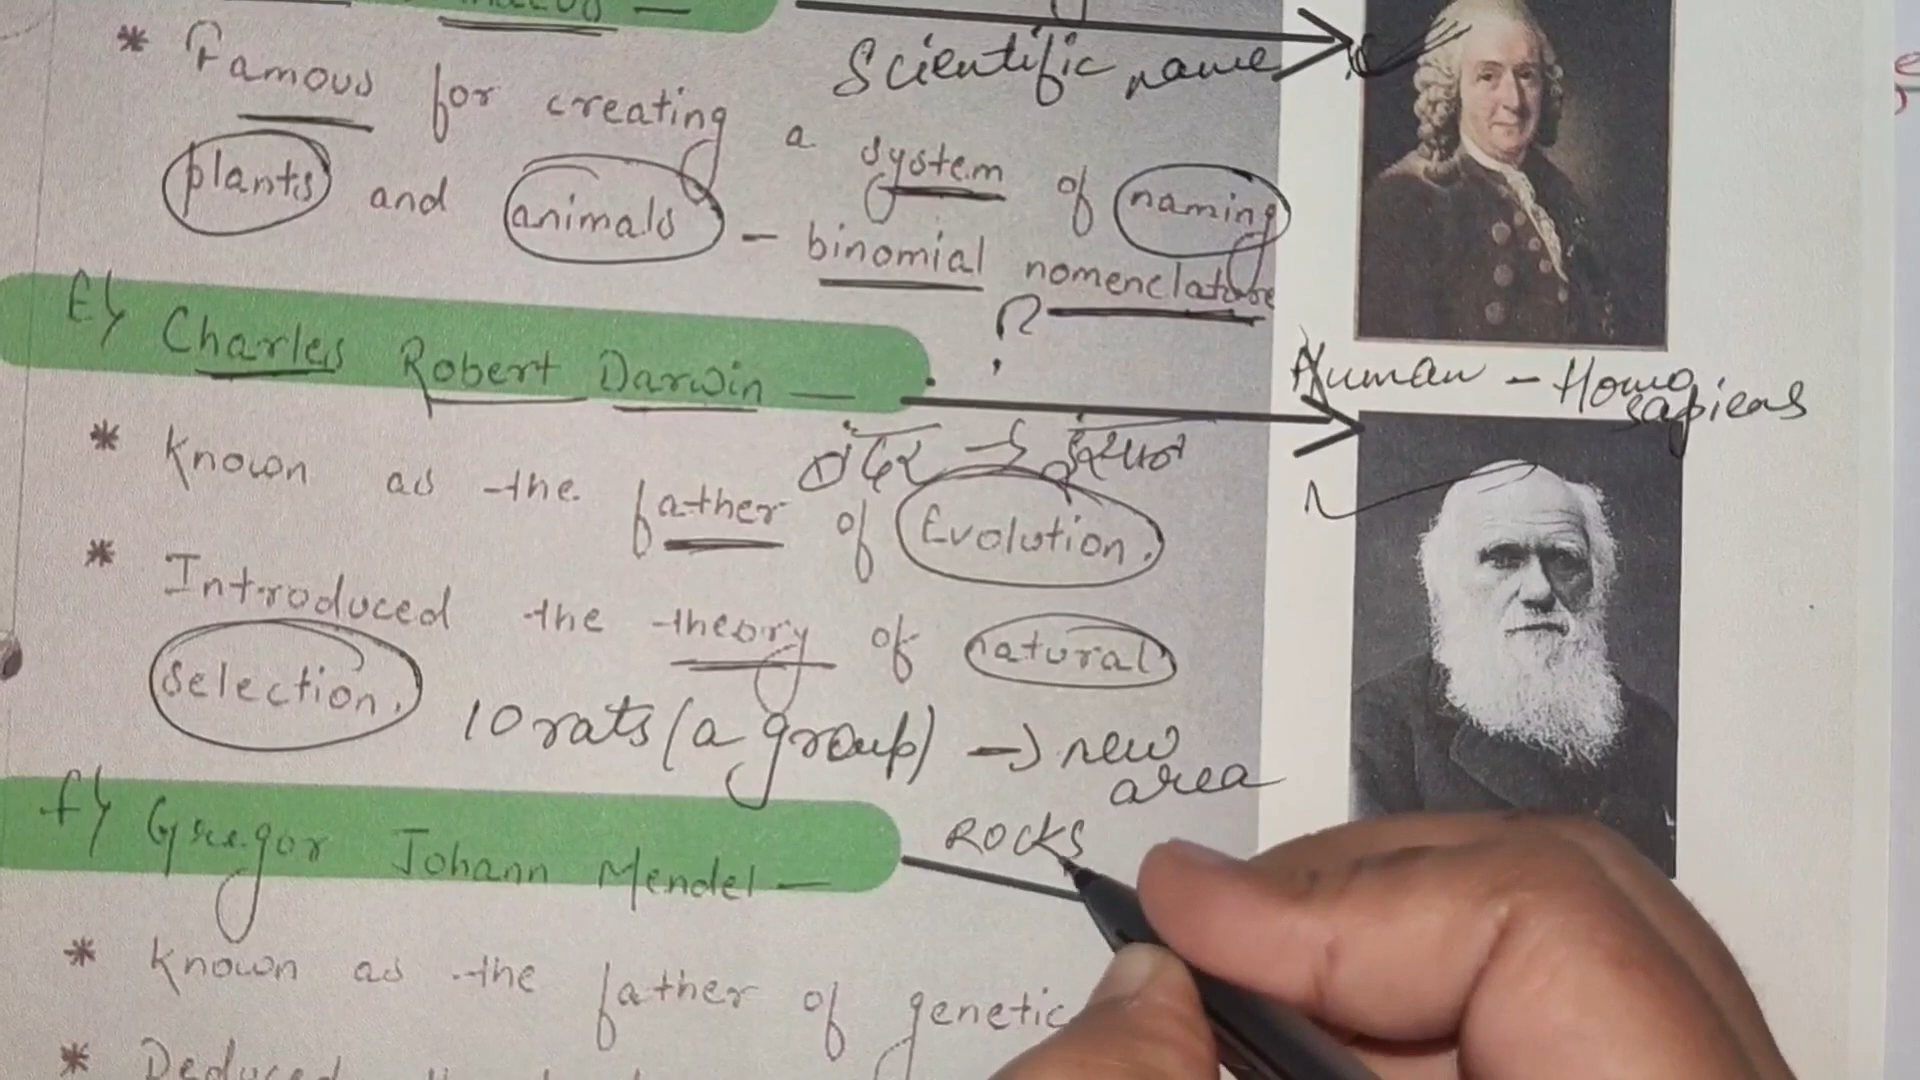 Scientific name
* Famous for creating a system of naming
plants and animals – binomial nomenclature
?
E) Charles Robert Darwin –
Human – Homo sapiens
* Known as the father of Evolution.
* Introduced the theory of natural
selection.
10 rats (a group) → new area
Rocks
F) Gregor Johann Mendel –
* Known as the father of genetic
* Deduced